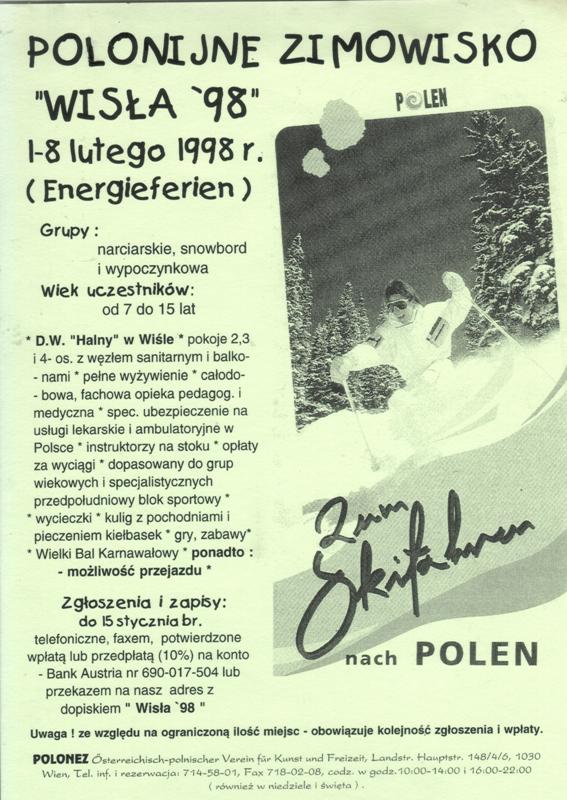 POLONIJNE ZIMOWISKO
"WISŁA `98"
1-8 lutego 1998 r.
( Energieferien )
Grupy :
narciarskie, snowbord
i wypoczynkowa
Wiek uczestników:
od 7 do 15 lat
* D.W. "Halny" w Wiśle * pokoje 2,3
i 4- os. z węzłem sanitarnym i balko-
- nami * pełne wyżywienie * całodo-
- bowa, fachowa opieka pedagog. i
medyczna * spec. ubezpieczenie na
usługi lekarskie i ambulatoryjne w
Polsce * instruktorzy na stoku * opłaty
za wyciągi * dopasowany do grup
wiekowych i specjalistycznych
przedpołudniowy blok sportowy *
* wycieczki * kulig z pochodniami i
pieczeniem kiełbasek * gry, zabawy*
* Wielki Bal Karnawałowy * ponadto :
- możliwość przejazdu *
Zgłoszenia i zapisy:
do 15 stycznia br.
telefoniczne, faxem, potwierdzone
wpłatą lub przedpłatą (10%) na konto
- Bank Austria nr 690-017-504 lub
przekazem na nasz adres z
dopiskiem " Wisła `98 "
POLEN
Zum
Skifahren
nach POLEN
Uwaga ! ze względu na ograniczoną ilość miejsc - obowiązuje kolejność zgłoszenia i wpłaty.
POLONEZ Österreichisch-polnischer Verein für Kunst und Freizeit, Landstr. Hauptstr. 148/4/6, 1030
Wien, Tel. inf. i rezerwacja: 714-58-01, Fax 718-02-08, codz. w godz.10:00-14:00 i 16:00-22:00
( również w niedziele i święta ) .